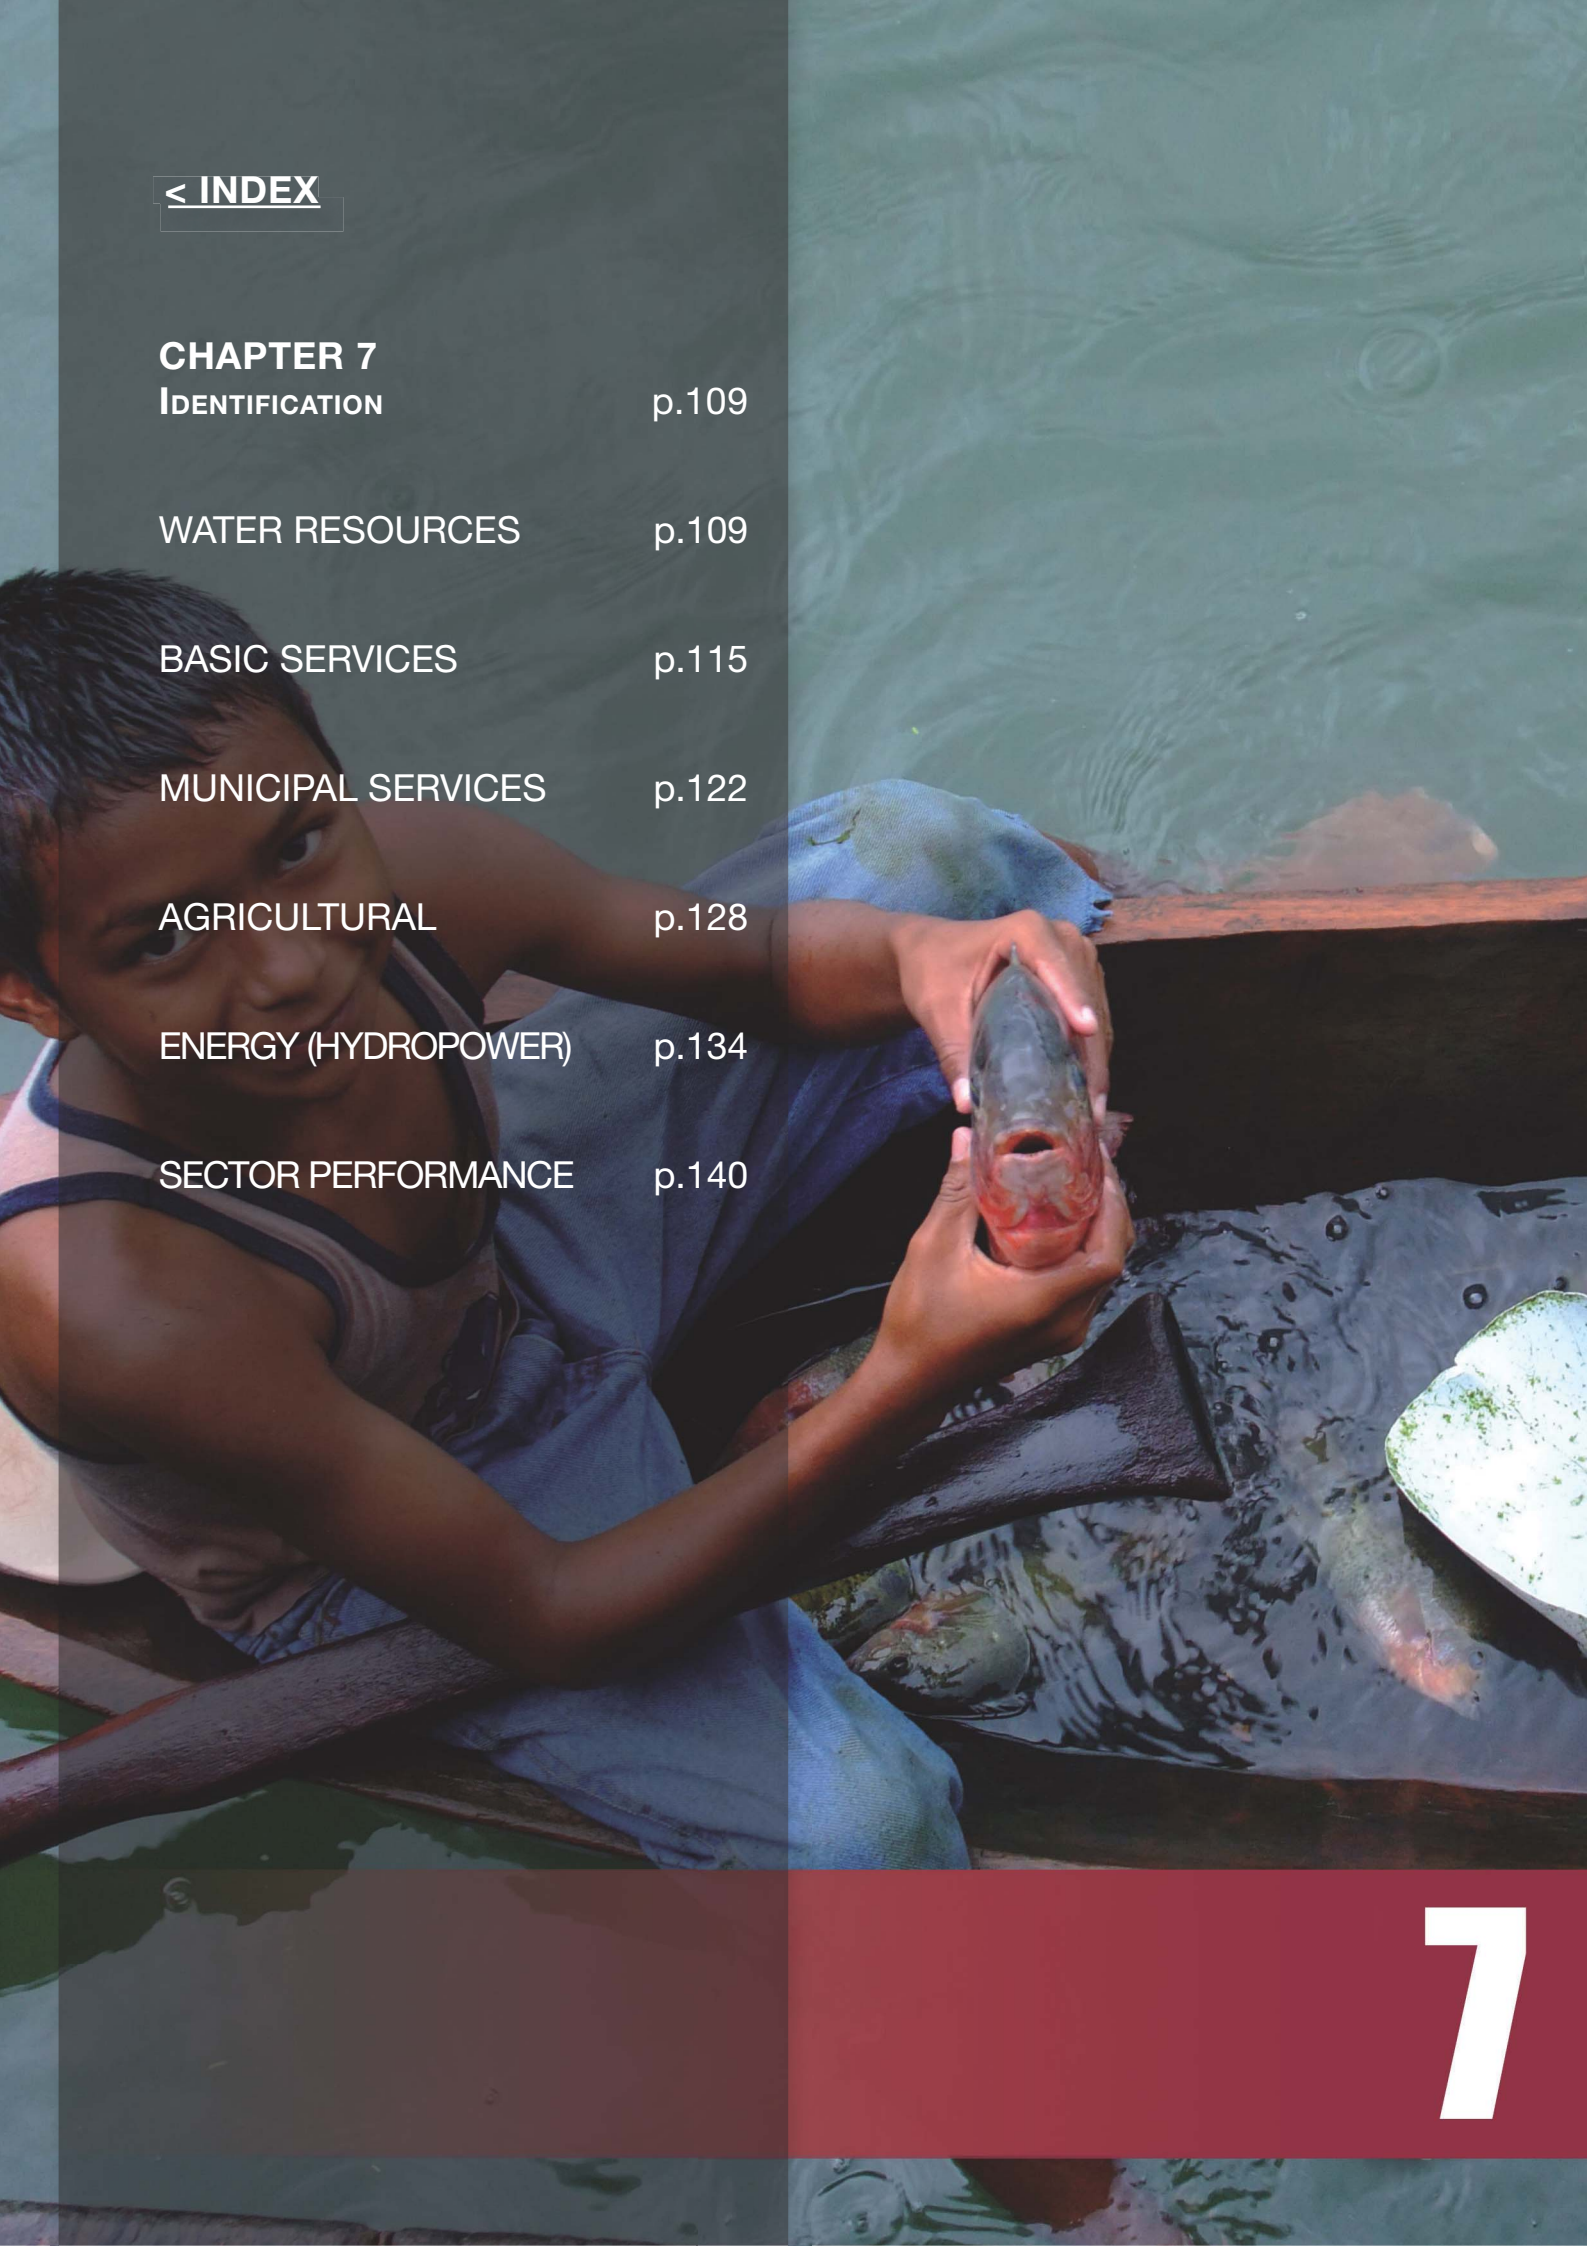 < INDEX
CHAPTER 7
IDENTIFICATION p.109
WATER RESOURCES p.109
BASIC SERVICES p.115
MUNICIPAL SERVICES p.122
AGRICULTURAL p.128
ENERGY (HYDROPOWER) p.134
SECTOR PERFORMANCE p.140
7